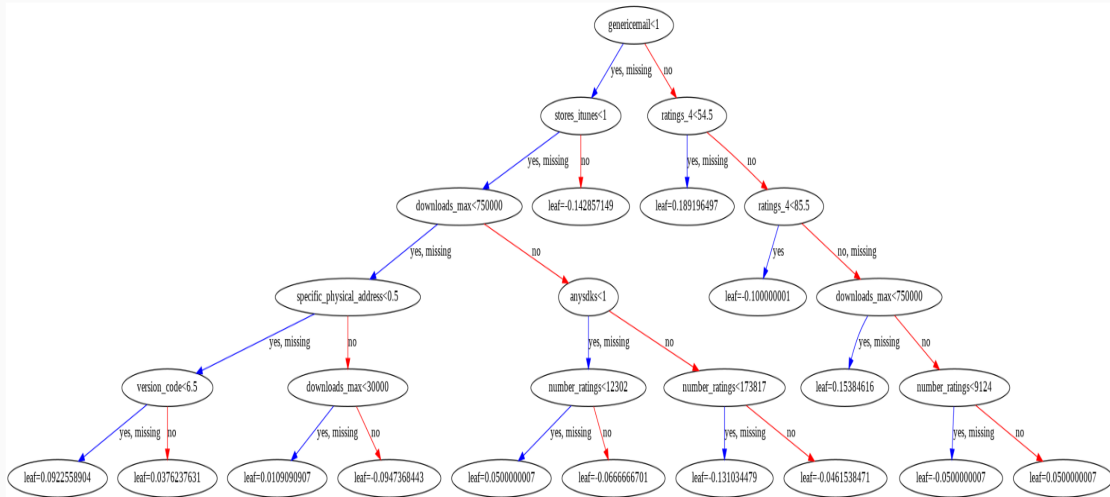 genericemail<1
yes, missing
no
stores_itunes<1
ratings_4<54.5
yes, missing
no
yes, missing
no
downloads_max<750000
leaf=-0.142857149
leaf=0.189196497
ratings_4<85.5
yes, missing
no
yes
no, missing
specific_physical_address<0.5
anysdks<1
leaf=-0.100000001
downloads_max<750000
yes, missing
no
yes, missing
no
yes, missing
no
version_code<6.5
downloads_max<30000
number_ratings<12302
number_ratings<173817
leaf=0.15384616
number_ratings<9124
yes, missing
no
yes, missing
no
yes, missing
no
yes, missing
no
yes, missing
no
leaf=0.0922558904
leaf=0.0376237631
leaf=0.0109090907
leaf=-0.0947368443
leaf=0.0500000007
leaf=-0.0666666701
leaf=-0.131034479
leaf=-0.0461538471
leaf=-0.0500000007
leaf=0.0500000007